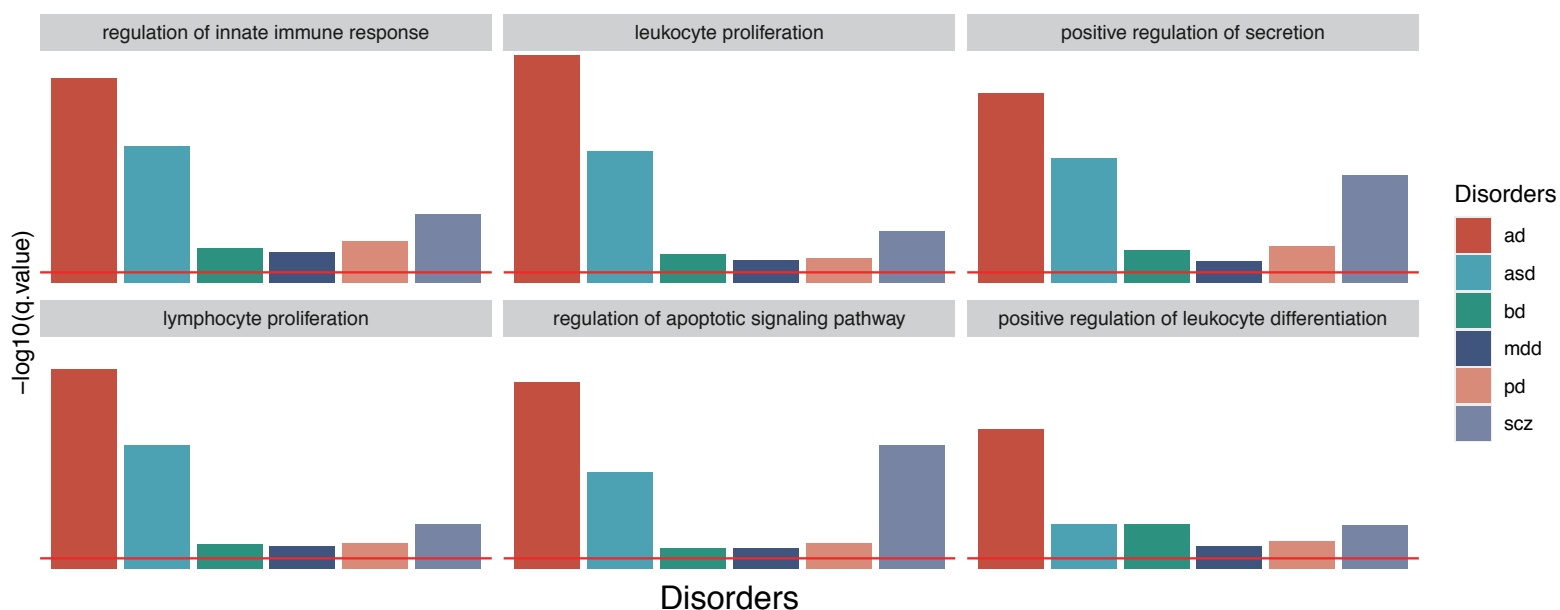 regulation of innate immune response
leukocyte proliferation
positive regulation of secretion
lymphocyte proliferation
regulation of apoptotic signaling pathway
positive regulation of leukocyte differentiation
−log10(q.value)
Disorders
Disorders
ad
asd
bd
mdd
pd
scz